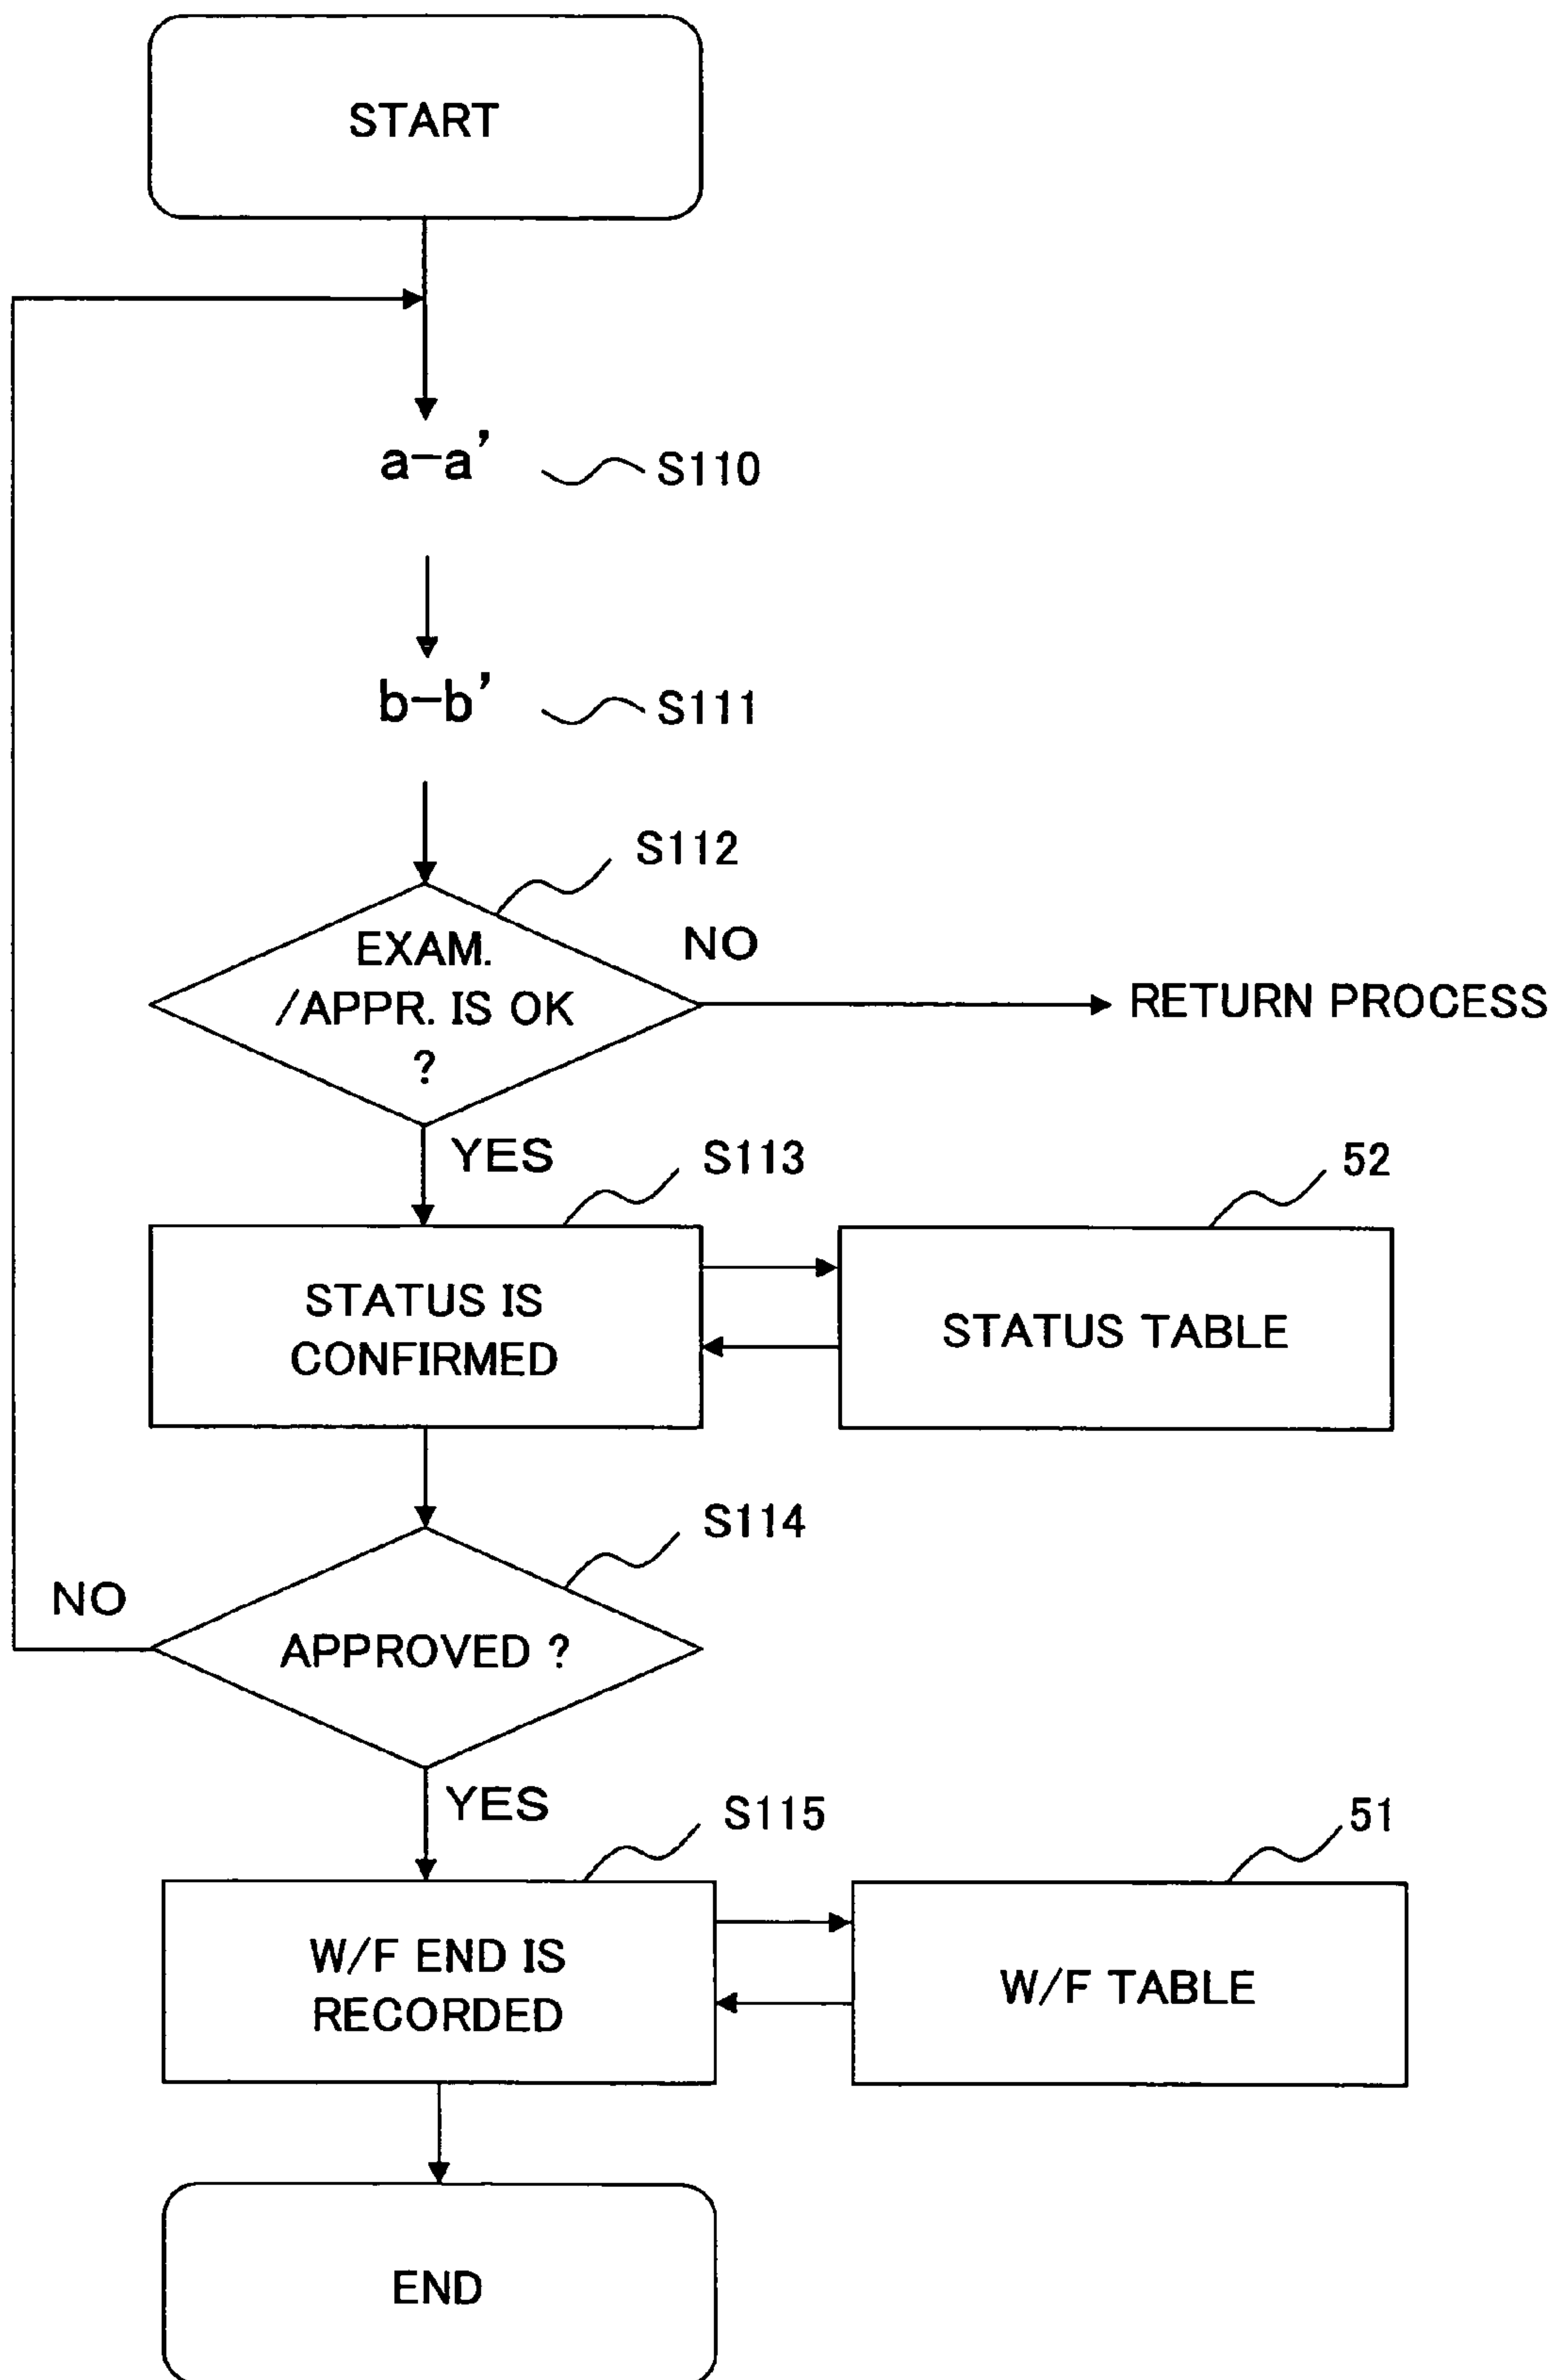 START
a-a' S110
b-b' S111
S112
EXAM.
/APPR. IS OK
?
NO
RETURN PROCESS
YES
S113
52
STATUS IS
CONFIRMED
STATUS TABLE
S114
NO
APPROVED ?
YES
S115
51
W/F END IS
RECORDED
W/F TABLE
END